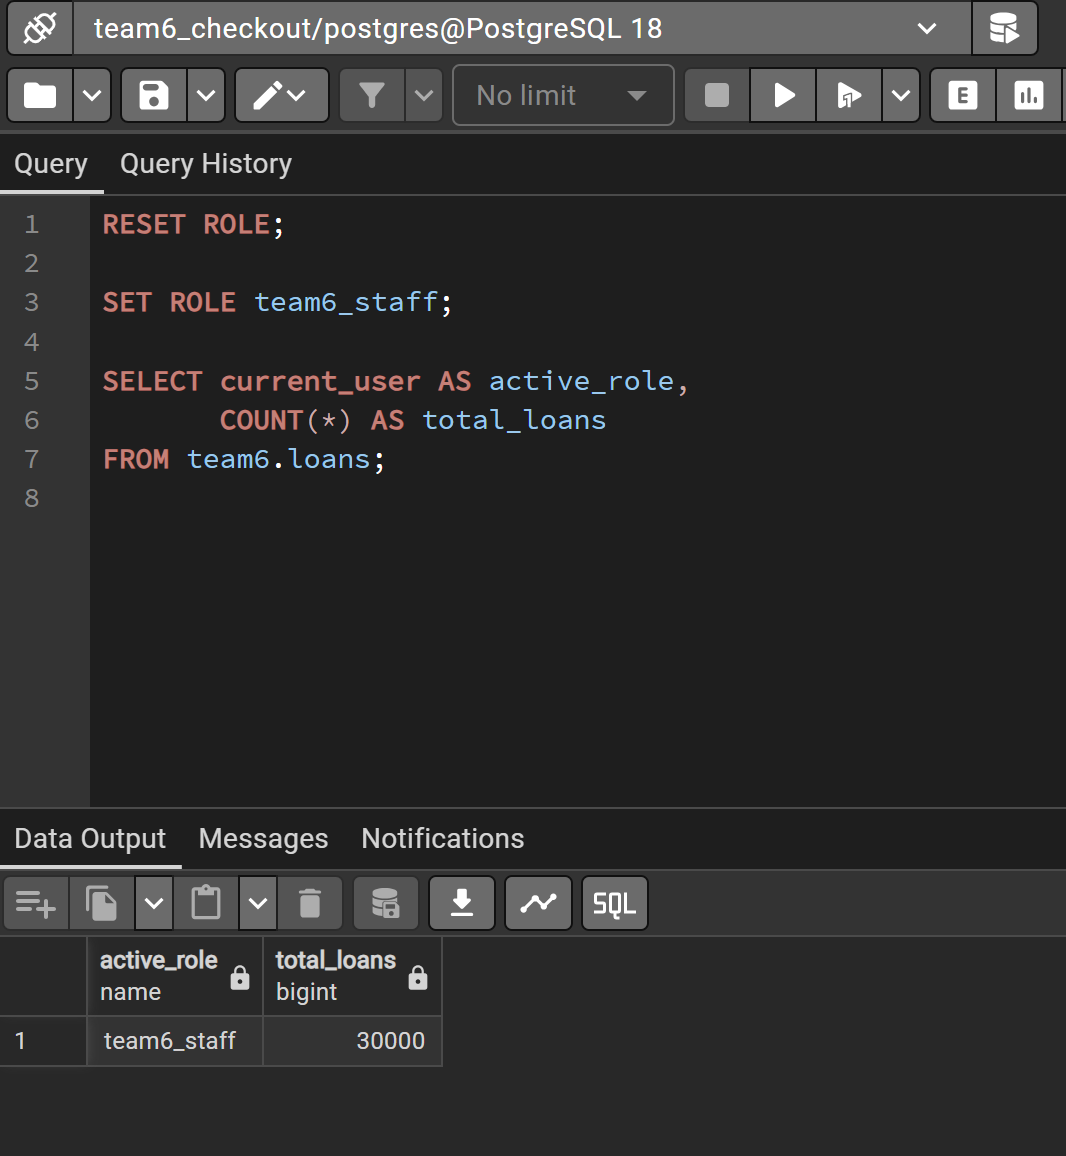 team6_checkout/postgres@PostgreSQL 18
No limit
E
Query Query History
1 RESET ROLE;
2
3 SET ROLE team6_staff;
4
5 SELECT current_user AS active_role,
6        COUNT(*) AS total_loans
7 FROM team6.loans;
8
Data Output Messages Notifications
SQL
active_role total_loans
name bigint
1 team6_staff 30000